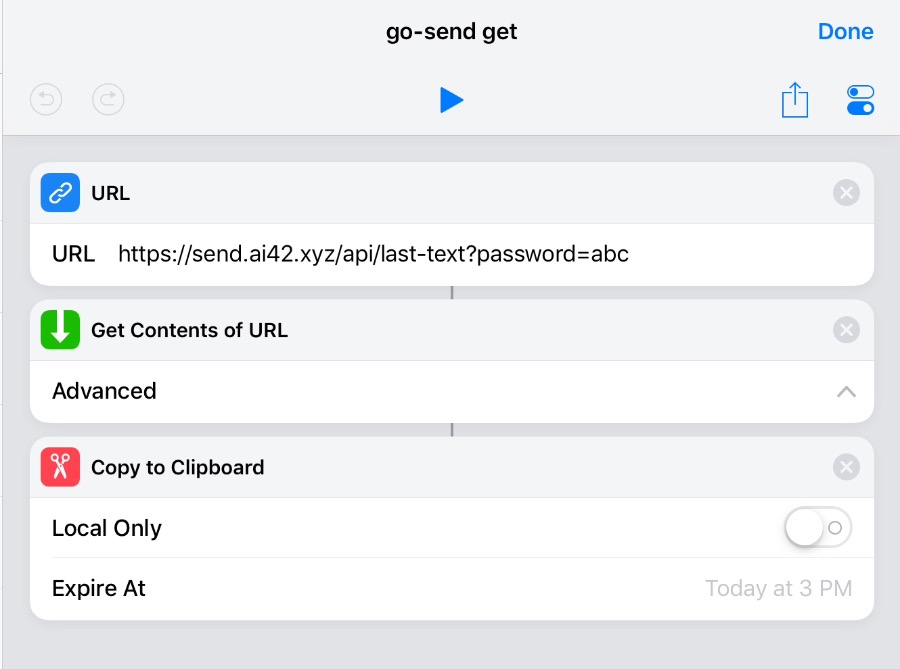 go-send get
Done
URL
URL https://send.ai42.xyz/api/last-text?password=abc
Get Contents of URL
Advanced
Copy to Clipboard
Local Only
Expire At Today at 3 PM